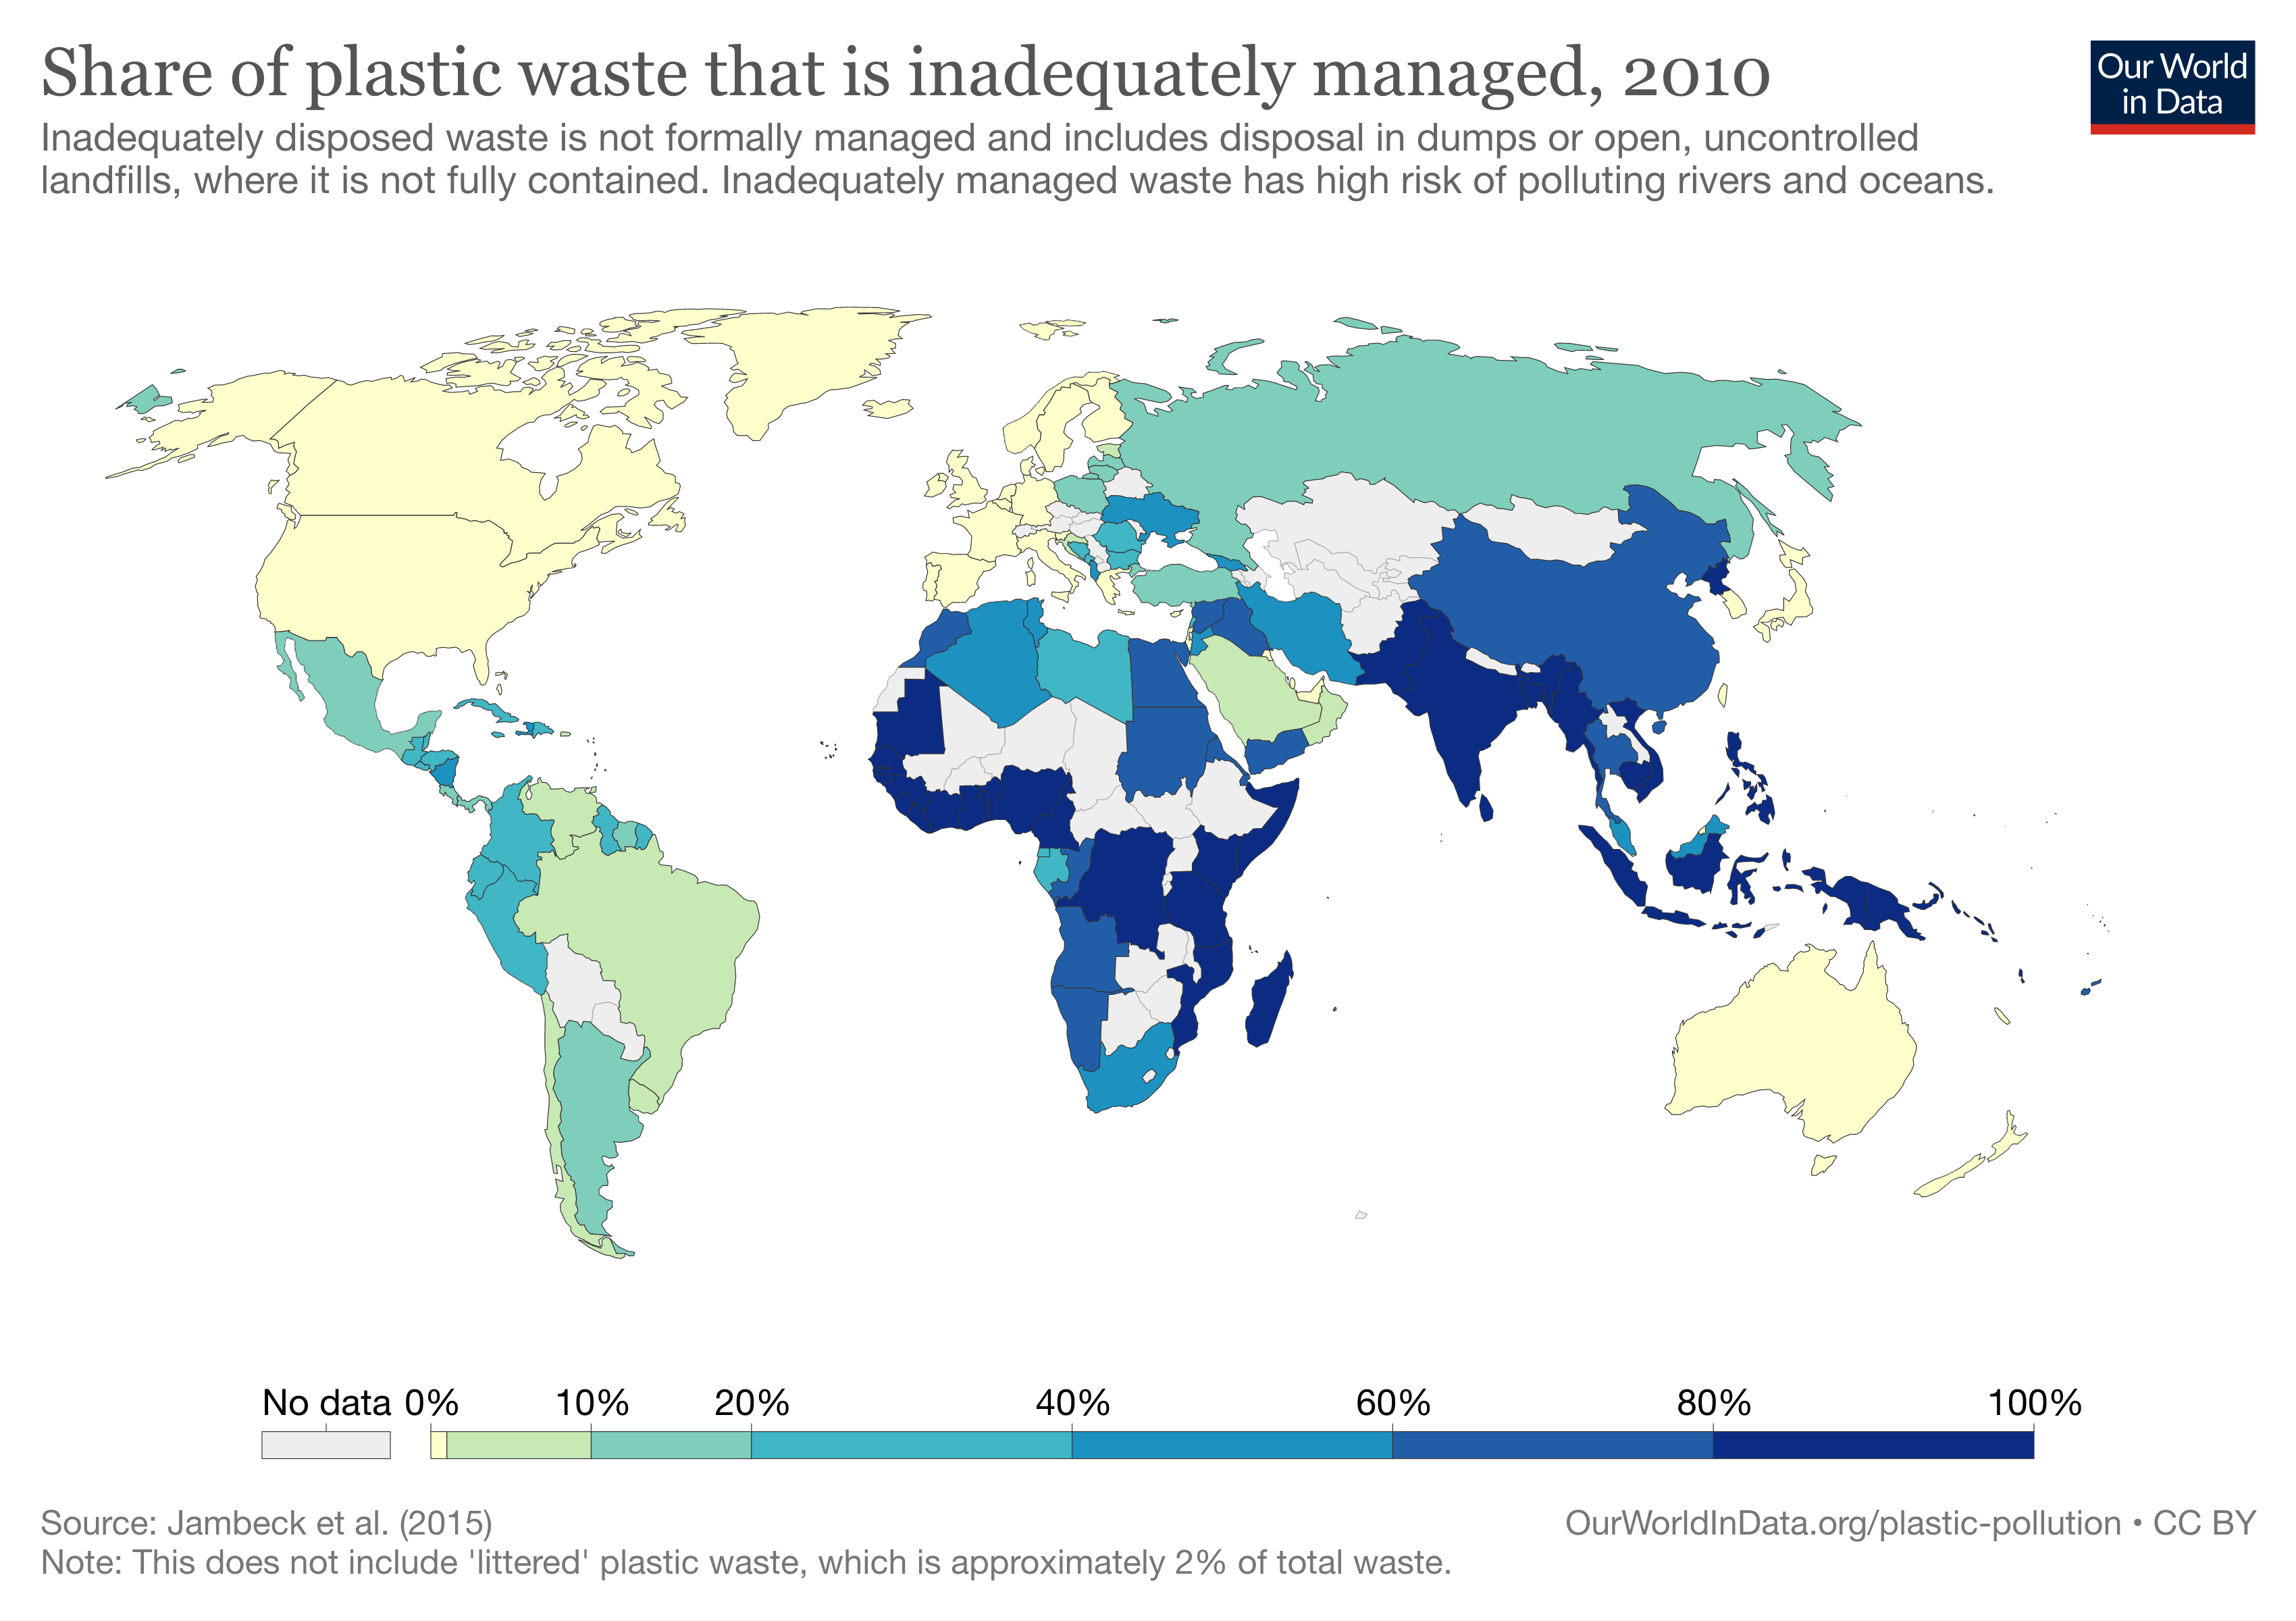 Share of plastic waste that is inadequately managed, 2010
Our World
in Data
Inadequately disposed waste is not formally managed and includes disposal in dumps or open, uncontrolled
landfills, where it is not fully contained. Inadequately managed waste has high risk of polluting rivers and oceans.
No data 0% 10% 20% 40% 60% 80% 100%
Source: Jambeck et al. (2015)
OurWorldInData.org/plastic-pollution • CC BY
Note: This does not include 'littered' plastic waste, which is approximately 2% of total waste.